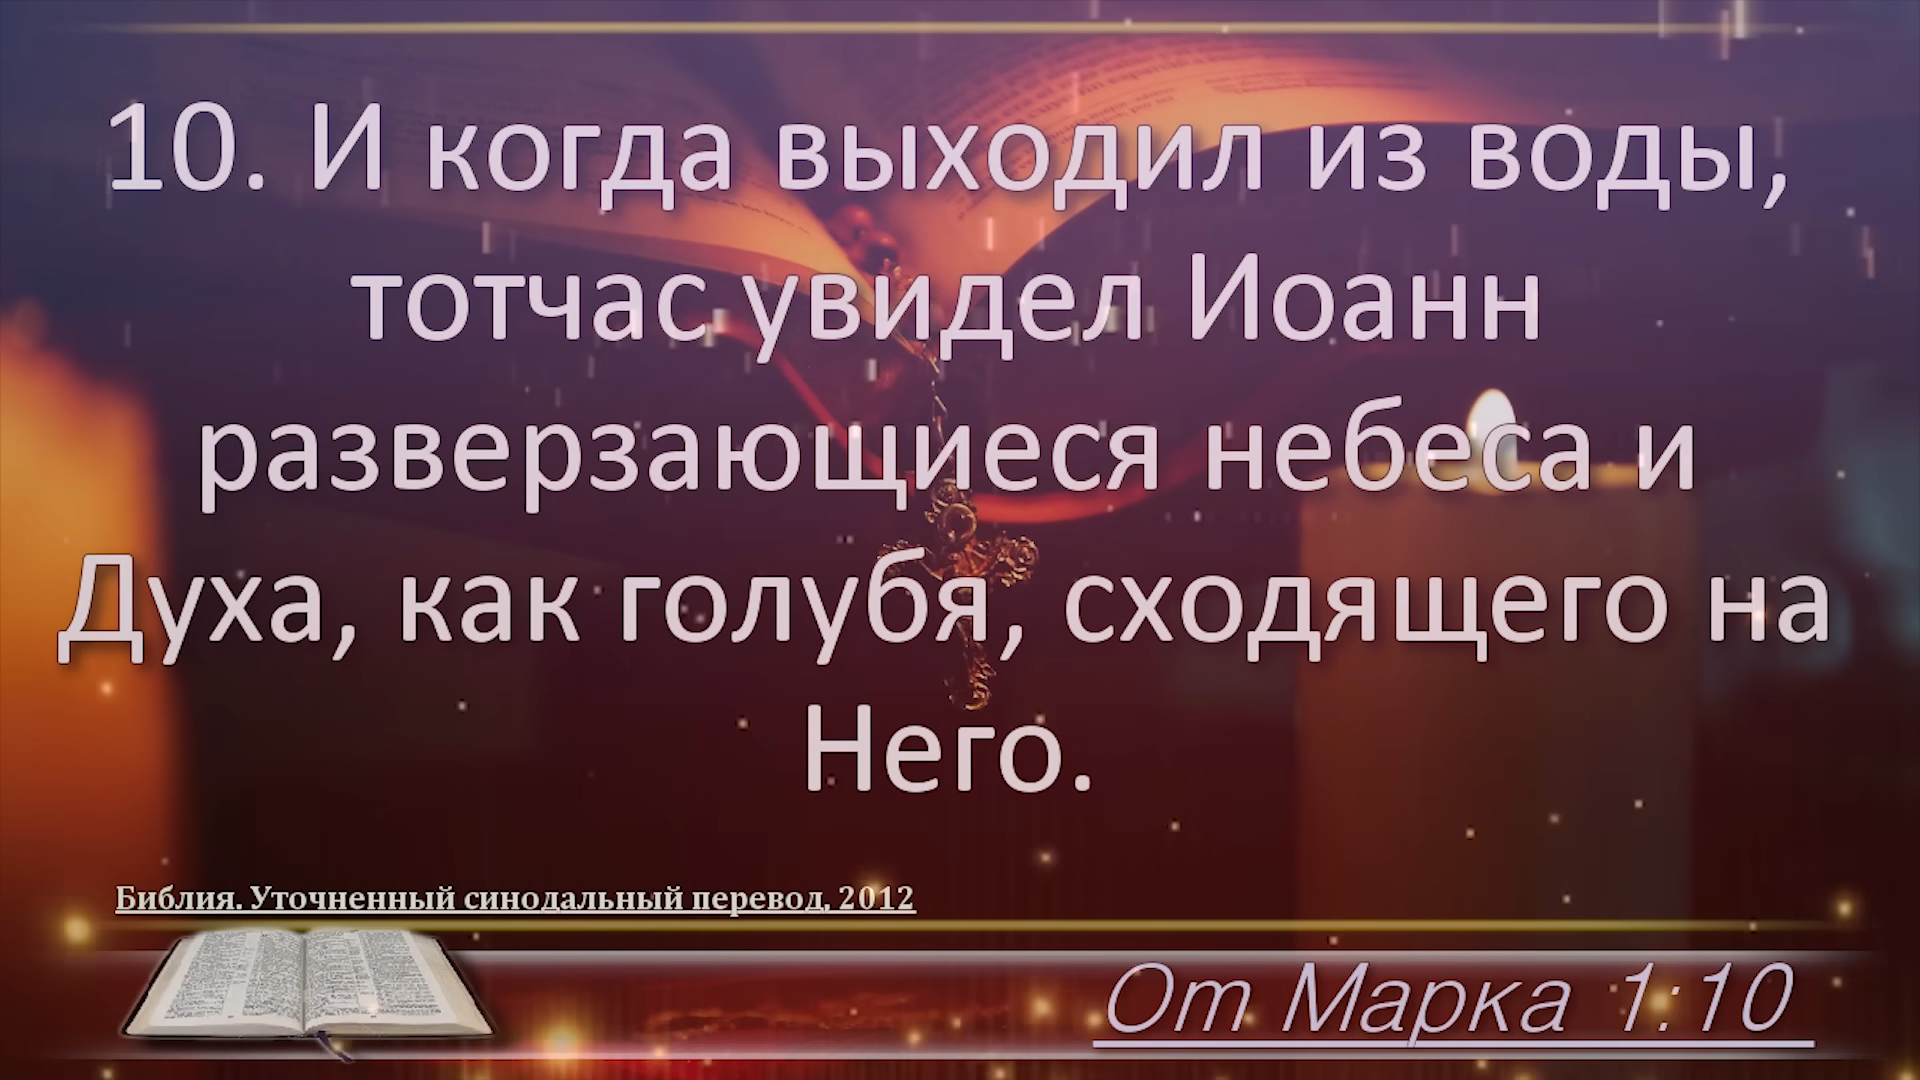 10. И когда выходил из воды,
тотчас увидел Иоанн
разверзающиеся небеса и
Духа, как голубя, сходящего на
Него.
Библия. Уточненный синодальный перевод, 2012
От Марка 1:10